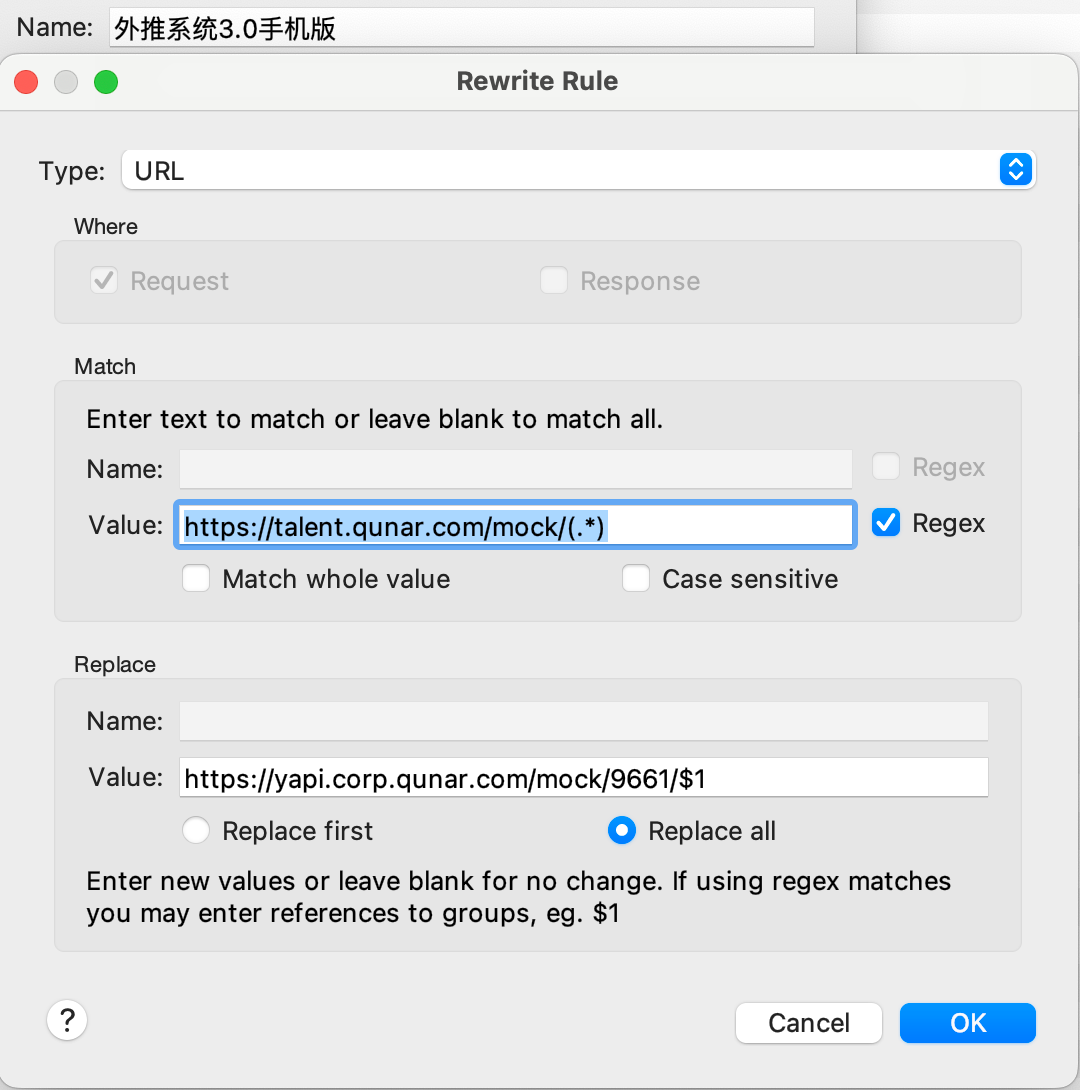 Name: 外推系统3.0手机版
Rewrite Rule
Type: URL
Where
Request Response
Match
Enter text to match or leave blank to match all.
Name: Regex
Value: https://talent.qunar.com/mock/(.*) Regex
Match whole value Case sensitive
Replace
Name:
Value: https://yapi.corp.qunar.com/mock/9661/$1
Replace first Replace all
Enter new values or leave blank for no change. If using regex matches
you may enter references to groups, eg. $1
? Cancel OK